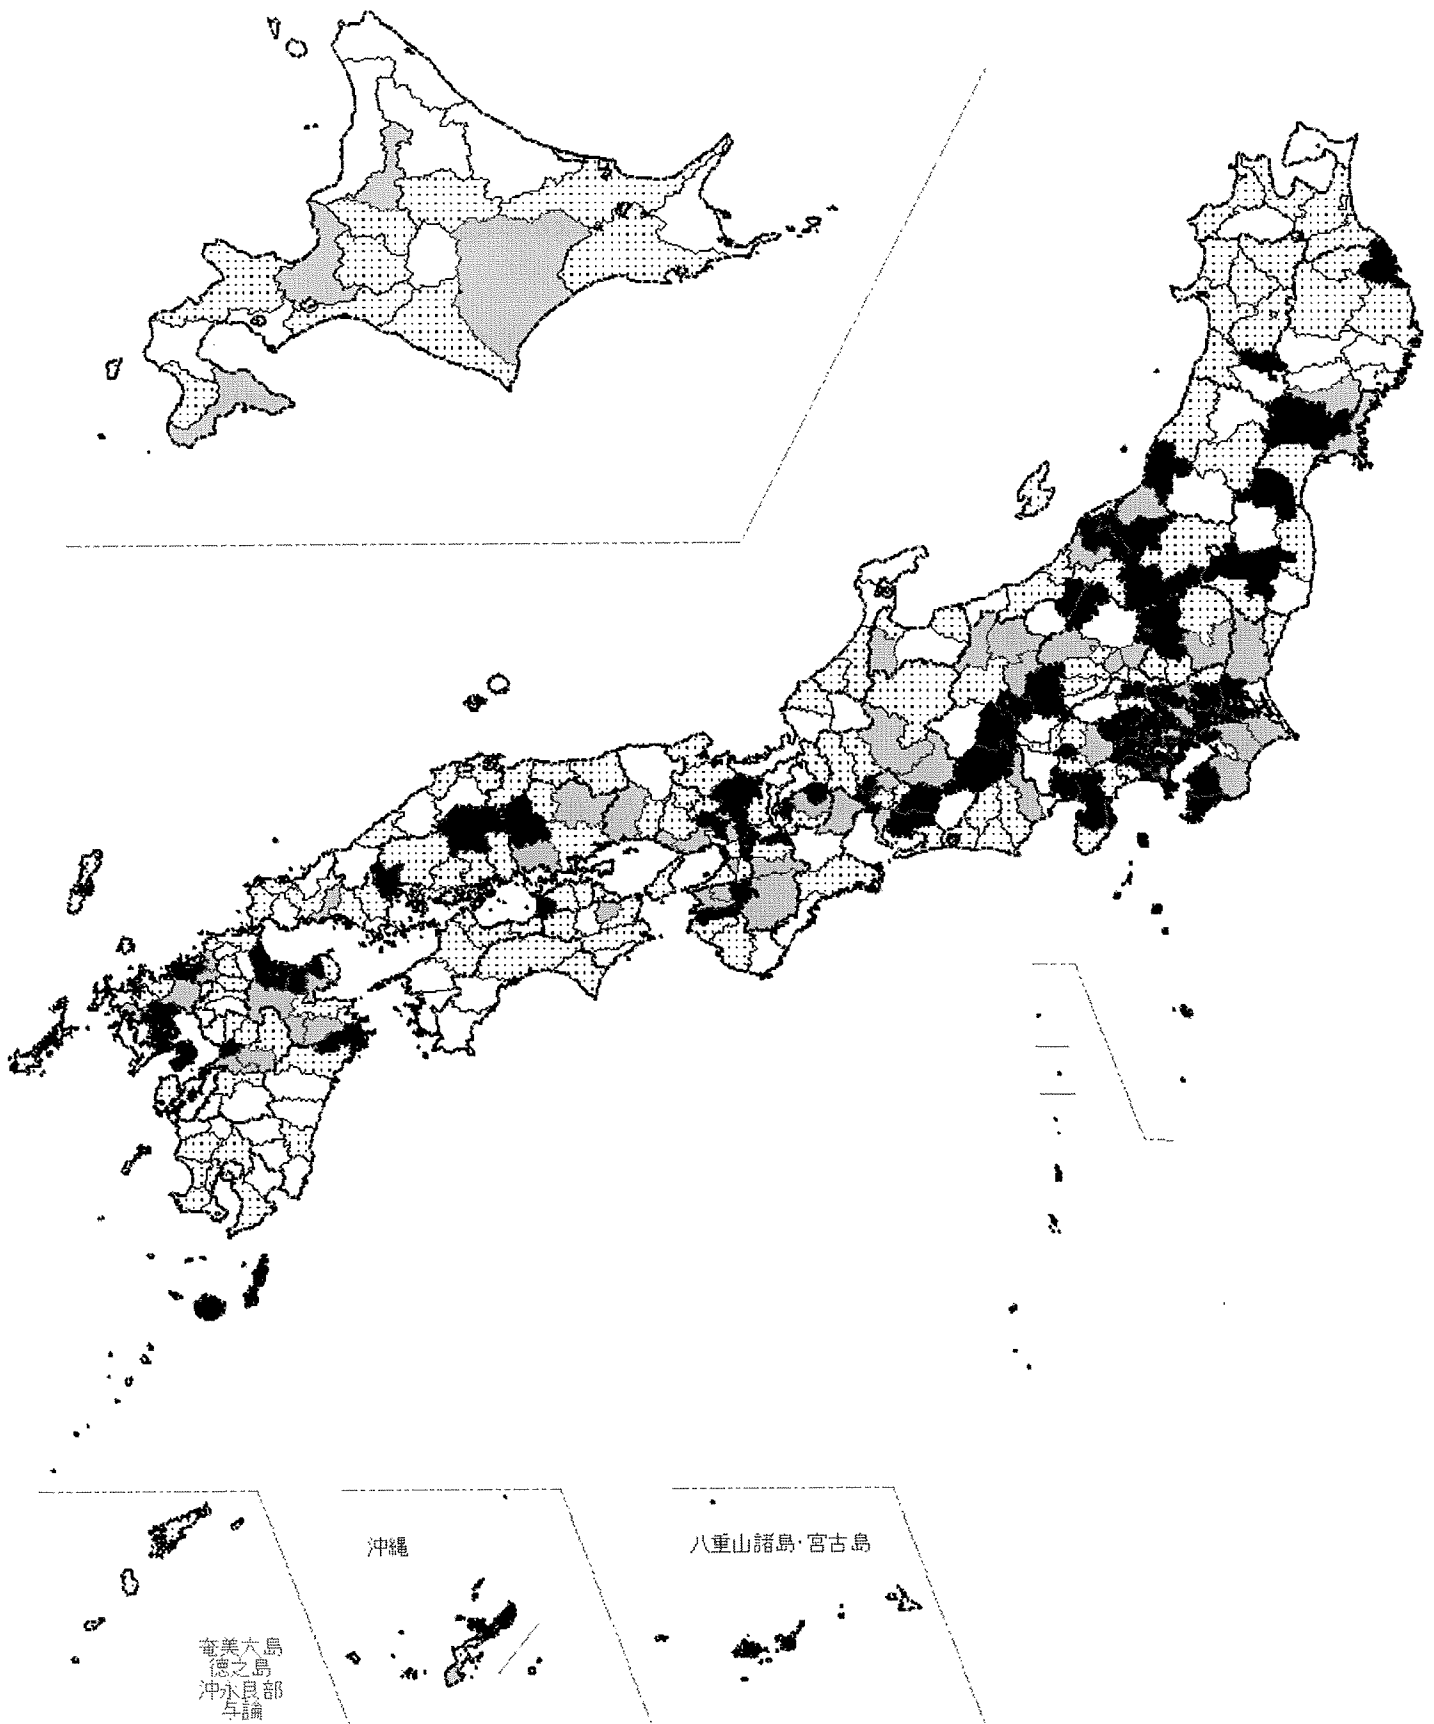 沖縄
八重山諸島・宮古島
奄美大島
徳之島
沖永良部
与論